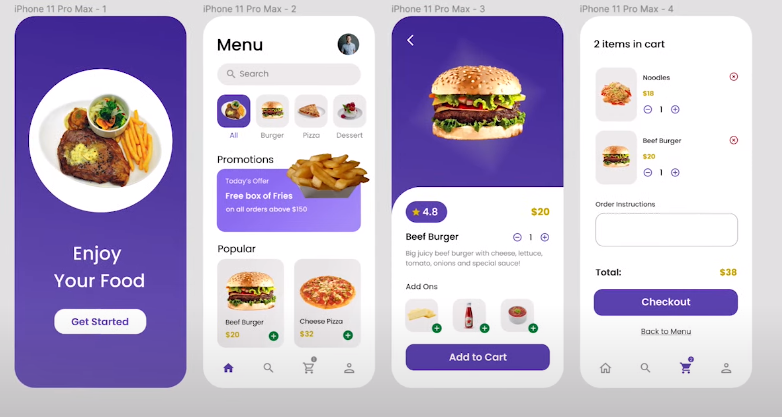 iPhone 11 Pro Max - 1
Enjoy
Your Food
Get Started
iPhone 11 Pro Max - 2
Menu
Search
All
Burger
Pizza
Dessert
Promotions
Today's Offer
Free box of Fries
on all orders above $150
Popular
Beef Burger
$20
Cheese Pizza
$32
iPhone 11 Pro Max - 3
4.8
$20
Beef Burger
1
Big juicy beef burger with cheese, lettuce,
tomato, onions and special sauce!
Add Ons
Add to Cart
iPhone 11 Pro Max - 4
2 items in cart
Noodles
$18
1
Beef Burger
$20
1
Order Instructions
Total:
$38
Checkout
Back to Menu
2